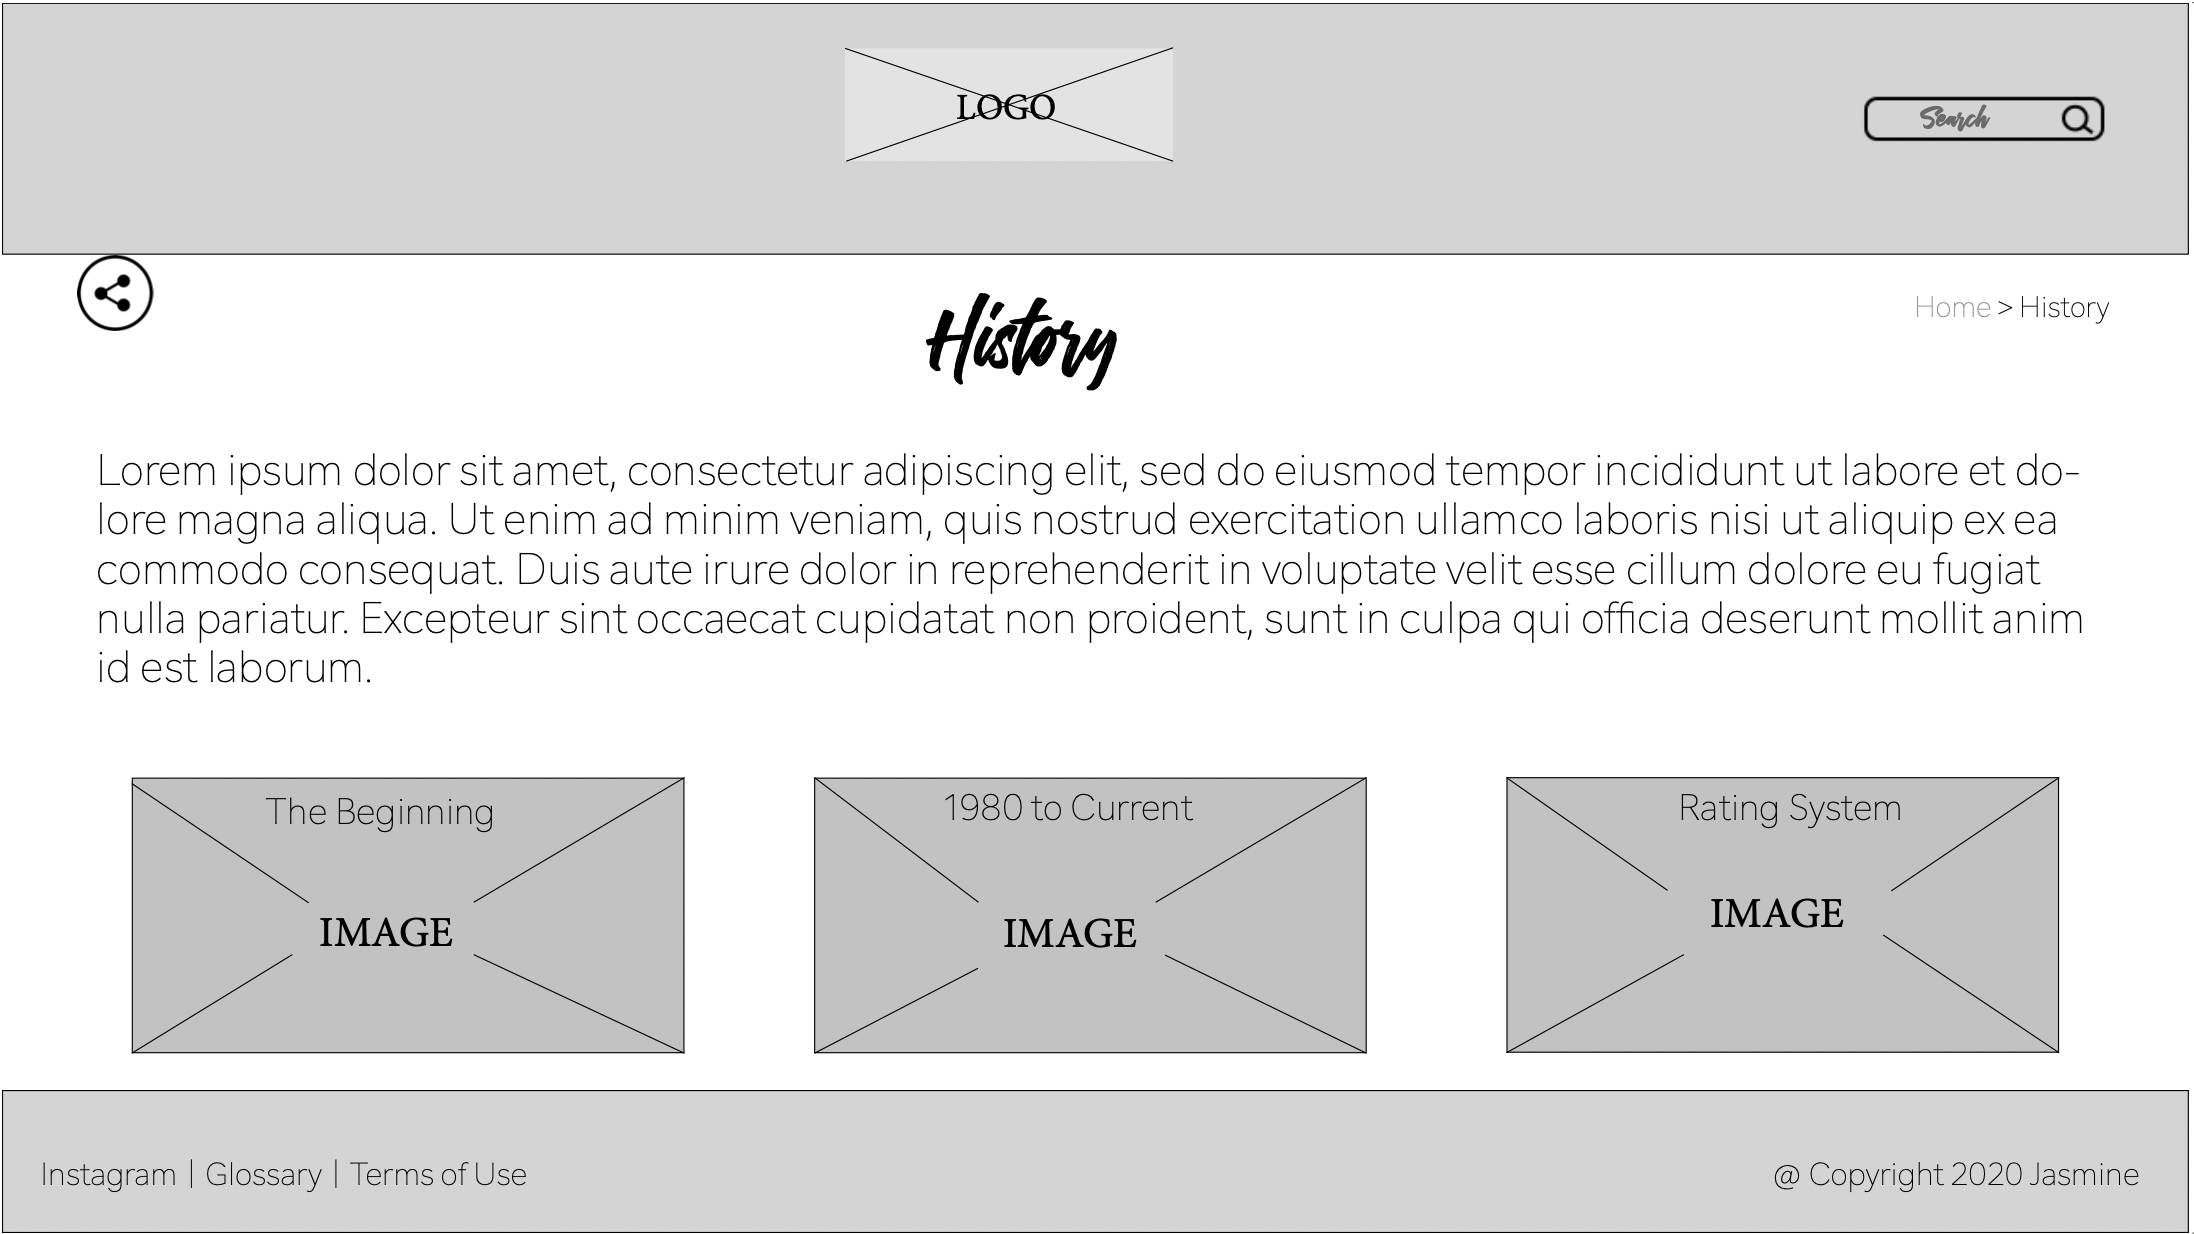 LOGO
Search
Home > History
History
Lorem ipsum dolor sit amet, consectetur adipiscing elit, sed do eiusmod tempor incididunt ut labore et do-
lore magna aliqua. Ut enim ad minim veniam, quis nostrud exercitation ullamco laboris nisi ut aliquip ex ea
commodo consequat. Duis aute irure dolor in reprehenderit in voluptate velit esse cillum dolore eu fugiat
nulla pariatur. Excepteur sint occaecat cupidatat non proident, sunt in culpa qui officia deserunt mollit anim
id est laborum.
The Beginning
IMAGE
1980 to Current
IMAGE
Rating System
IMAGE
Instagram | Glossary | Terms of Use
@ Copyright 2020 Jasmine